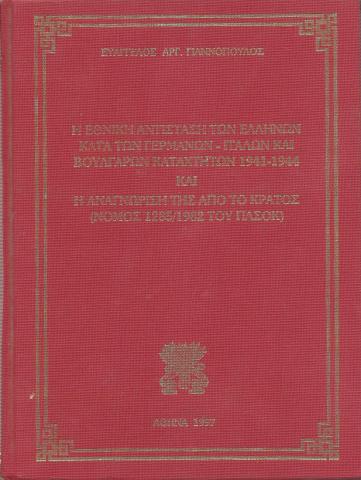 ΕΥΑΓΓΕΛΟΣ ΑΡΓ. ΓΙΑΝΝΟΠΟΥΛΟΣ
Η ΕΘΝΙΚΗ ΑΝΤΙΣΤΑΣΗ ΤΩΝ ΕΛΛΗΝΩΝ
ΚΑΤΑ ΤΩΝ ΓΕΡΜΑΝΩΝ - ΙΤΑΛΩΝ ΚΑΙ
ΒΟΥΛΓΑΡΩΝ ΚΑΤΑΚΤΗΤΩΝ 1941-1944
ΚΑΙ
Η ΑΝΑΓΝΩΡΙΣΗ ΤΗΣ ΑΠΟ ΤΟ ΚΡΑΤΟΣ
(ΝΟΜΟΣ 1285/1982 ΤΟΥ ΠΑΣΟΚ)
ΑΘΗΝΑ 1997